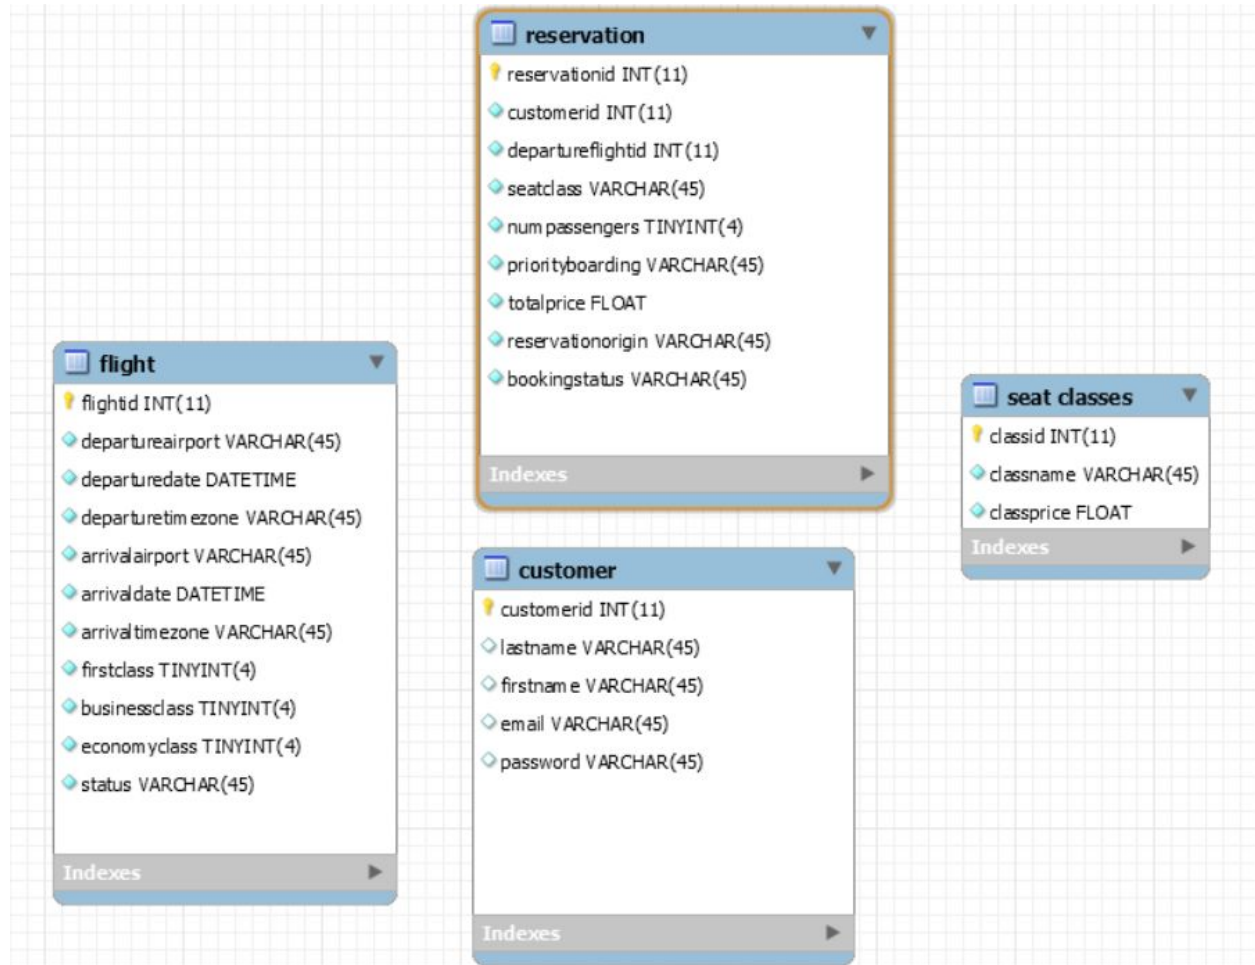 reservation
reservationid INT(11)
customerid INT(11)
departureflightid INT(11)
seatclass VARCHAR(45)
numpassengers TINYINT(4)
priorityboarding VARCHAR(45)
totalprice FLOAT
reservationorigin VARCHAR(45)
bookingstatus VARCHAR(45)
Indexes
flight
flightid INT(11)
departureairport VARCHAR(45)
departuredate DATETIME
departuretimezone VARCHAR(45)
arrivalairport VARCHAR(45)
arrivaldate DATETIME
arrivaltimezone VARCHAR(45)
firstclass TINYINT(4)
businessclass TINYINT(4)
economyclass TINYINT(4)
status VARCHAR(45)
Indexes
seat classes
classid INT(11)
classname VARCHAR(45)
classprice FLOAT
Indexes
customer
customerid INT(11)
lastname VARCHAR(45)
firstname VARCHAR(45)
email VARCHAR(45)
password VARCHAR(45)
Indexes